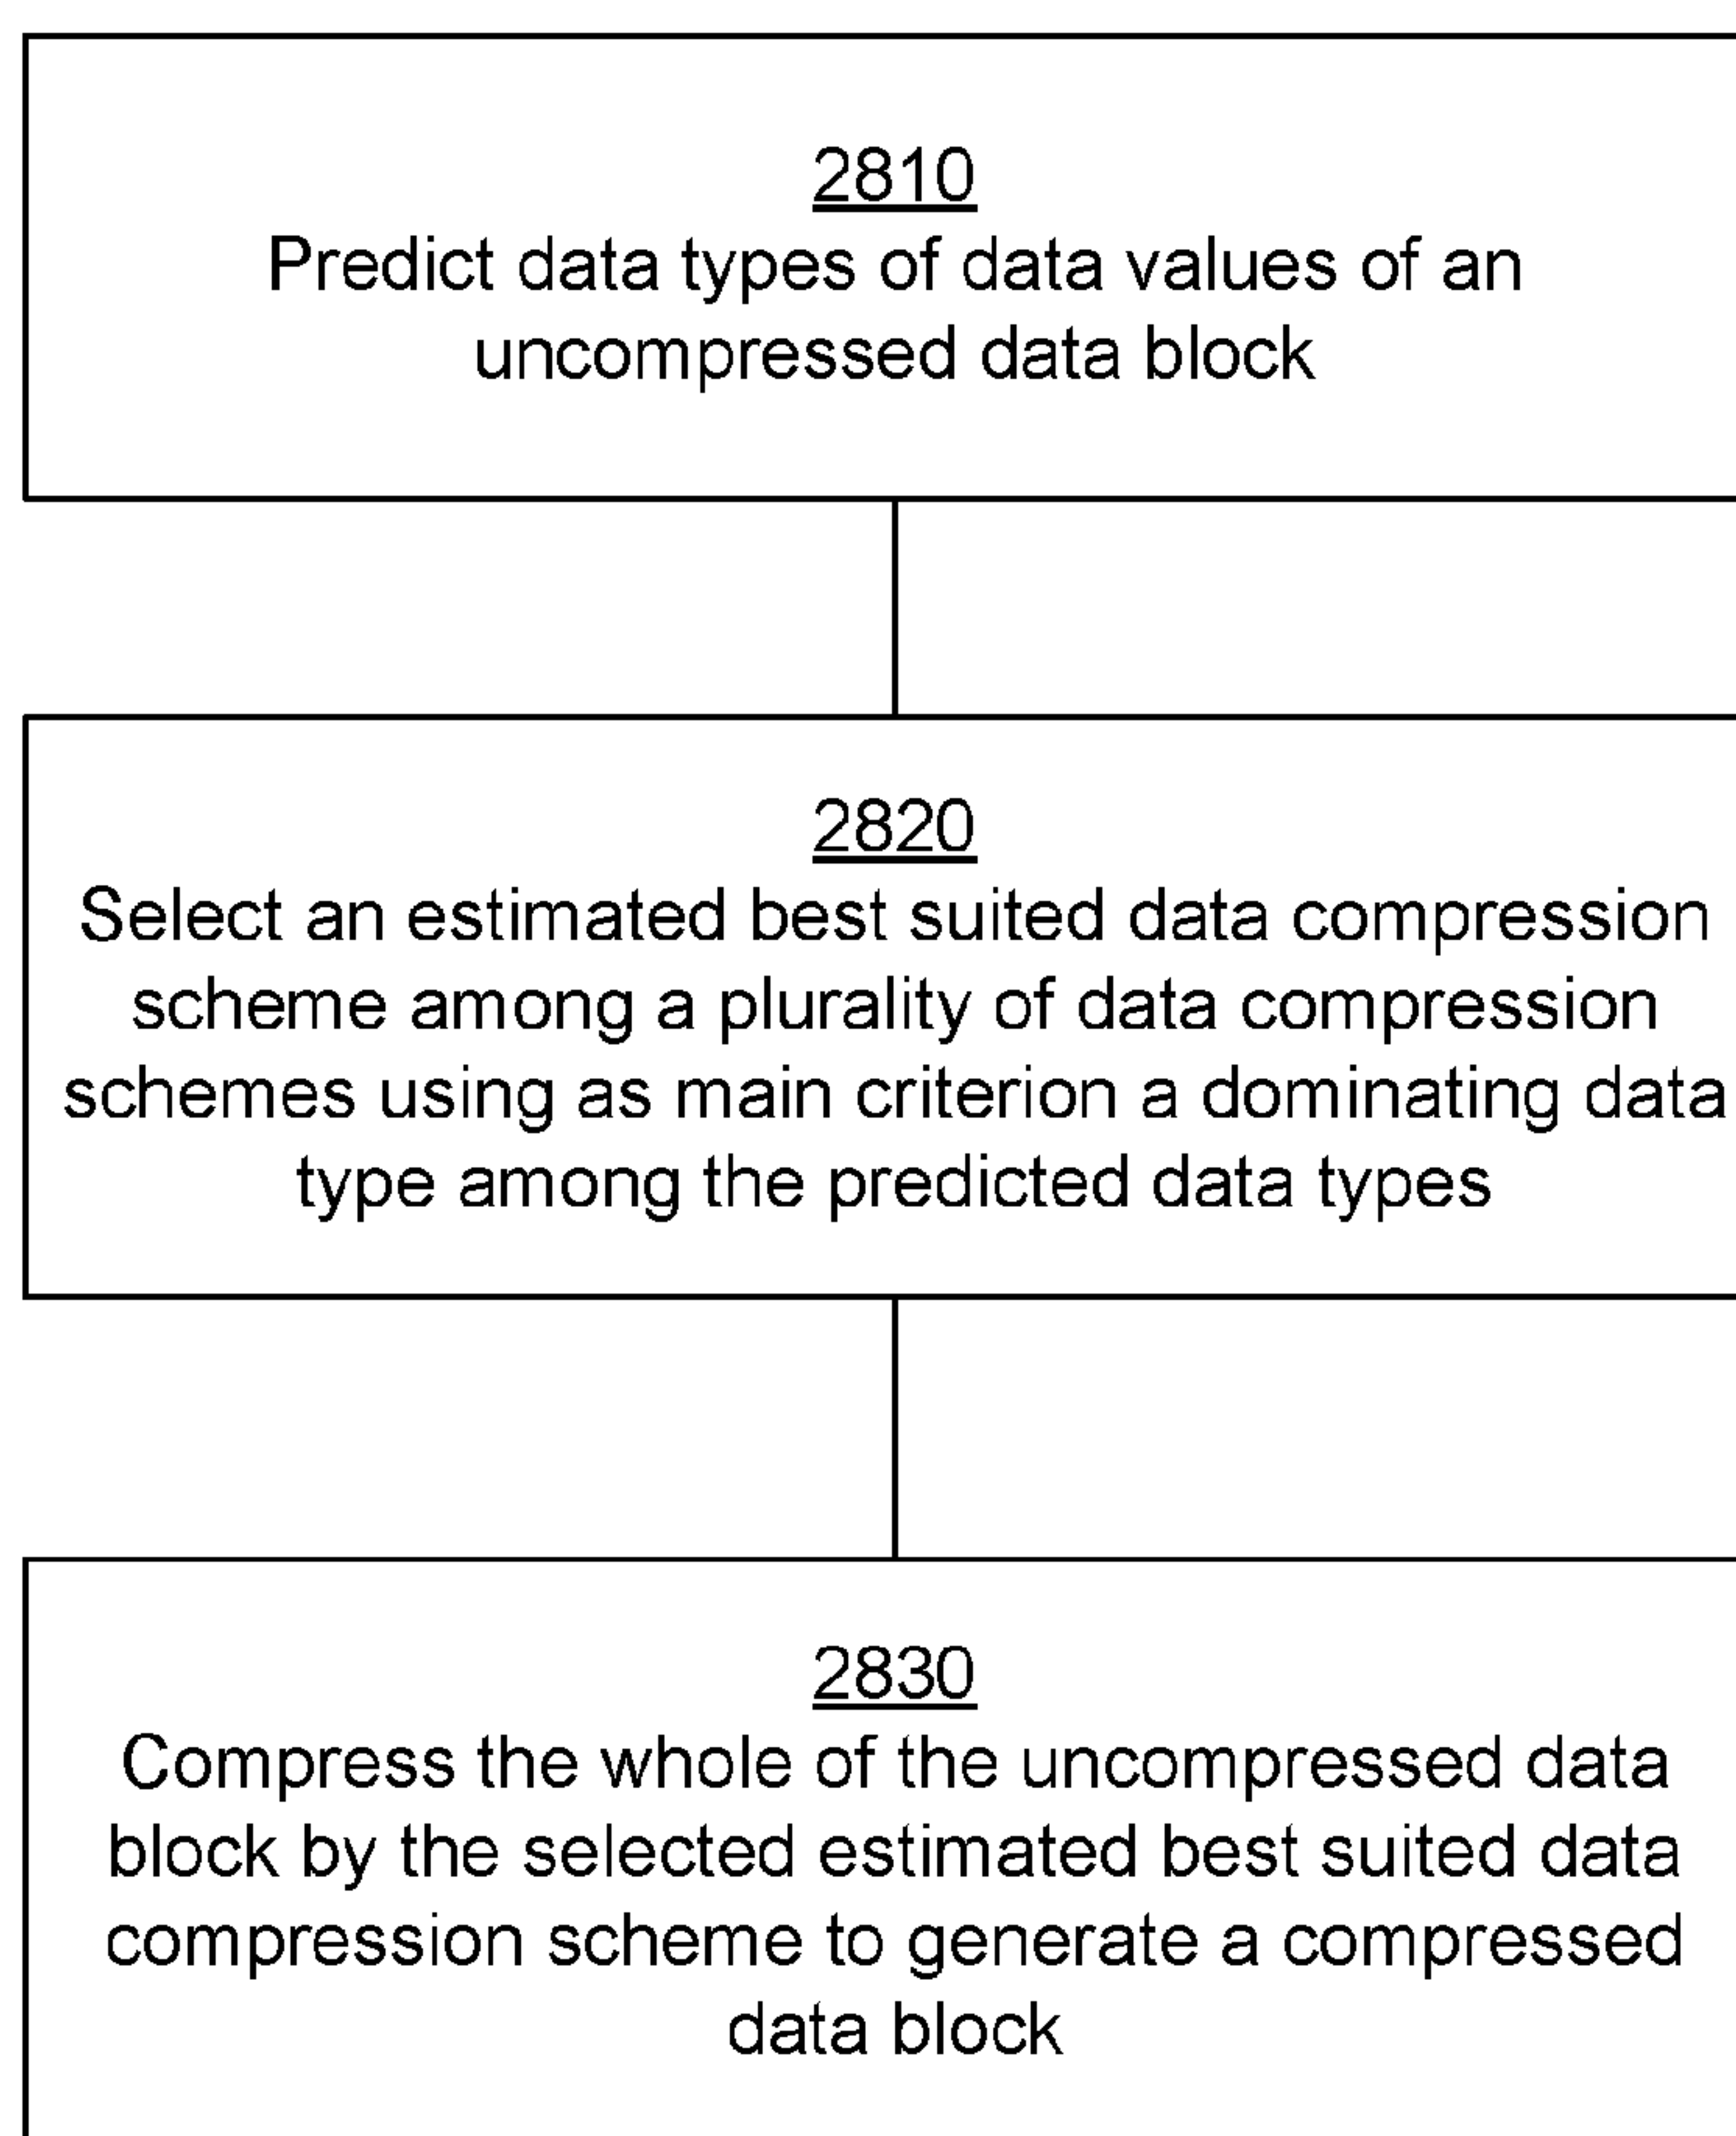 2810
Predict data types of data values of an
uncompressed data block
2820
Select an estimated best suited data compression
scheme among a plurality of data compression
schemes using as main criterion a dominating data
type among the predicted data types
2830
Compress the whole of the uncompressed data
block by the selected estimated best suited data
compression scheme to generate a compressed
data block